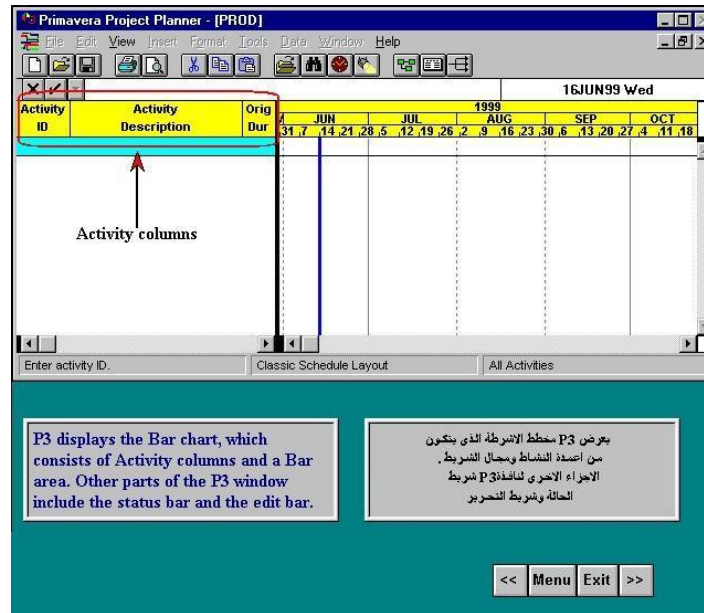 Primavera Project Planner - [PROD]
File Edit View Insert Format Tools Data Window Help
16JUN99 Wed
Activity ID Activity Description Orig Dur
1999
JUN JUL AUG SEP OCT
31 7 14 21 28 5 12 19 26 2 9 16 23 30 6 13 20 27 4 11 18
Activity columns
Enter activity ID. Classic Schedule Layout All Activities
P3 displays the Bar chart, which
consists of Activity columns and a Bar
area. Other parts of the P3 window
include the status bar and the edit bar.
يعرض P3 مخطط الاشرطة الذي يتكون
من اعمدة النشاط ومجال الشريط .
الاجزاء الاخرى لنافذة P3 شريط
الحالة وشريط التحرير
<< Menu Exit >>